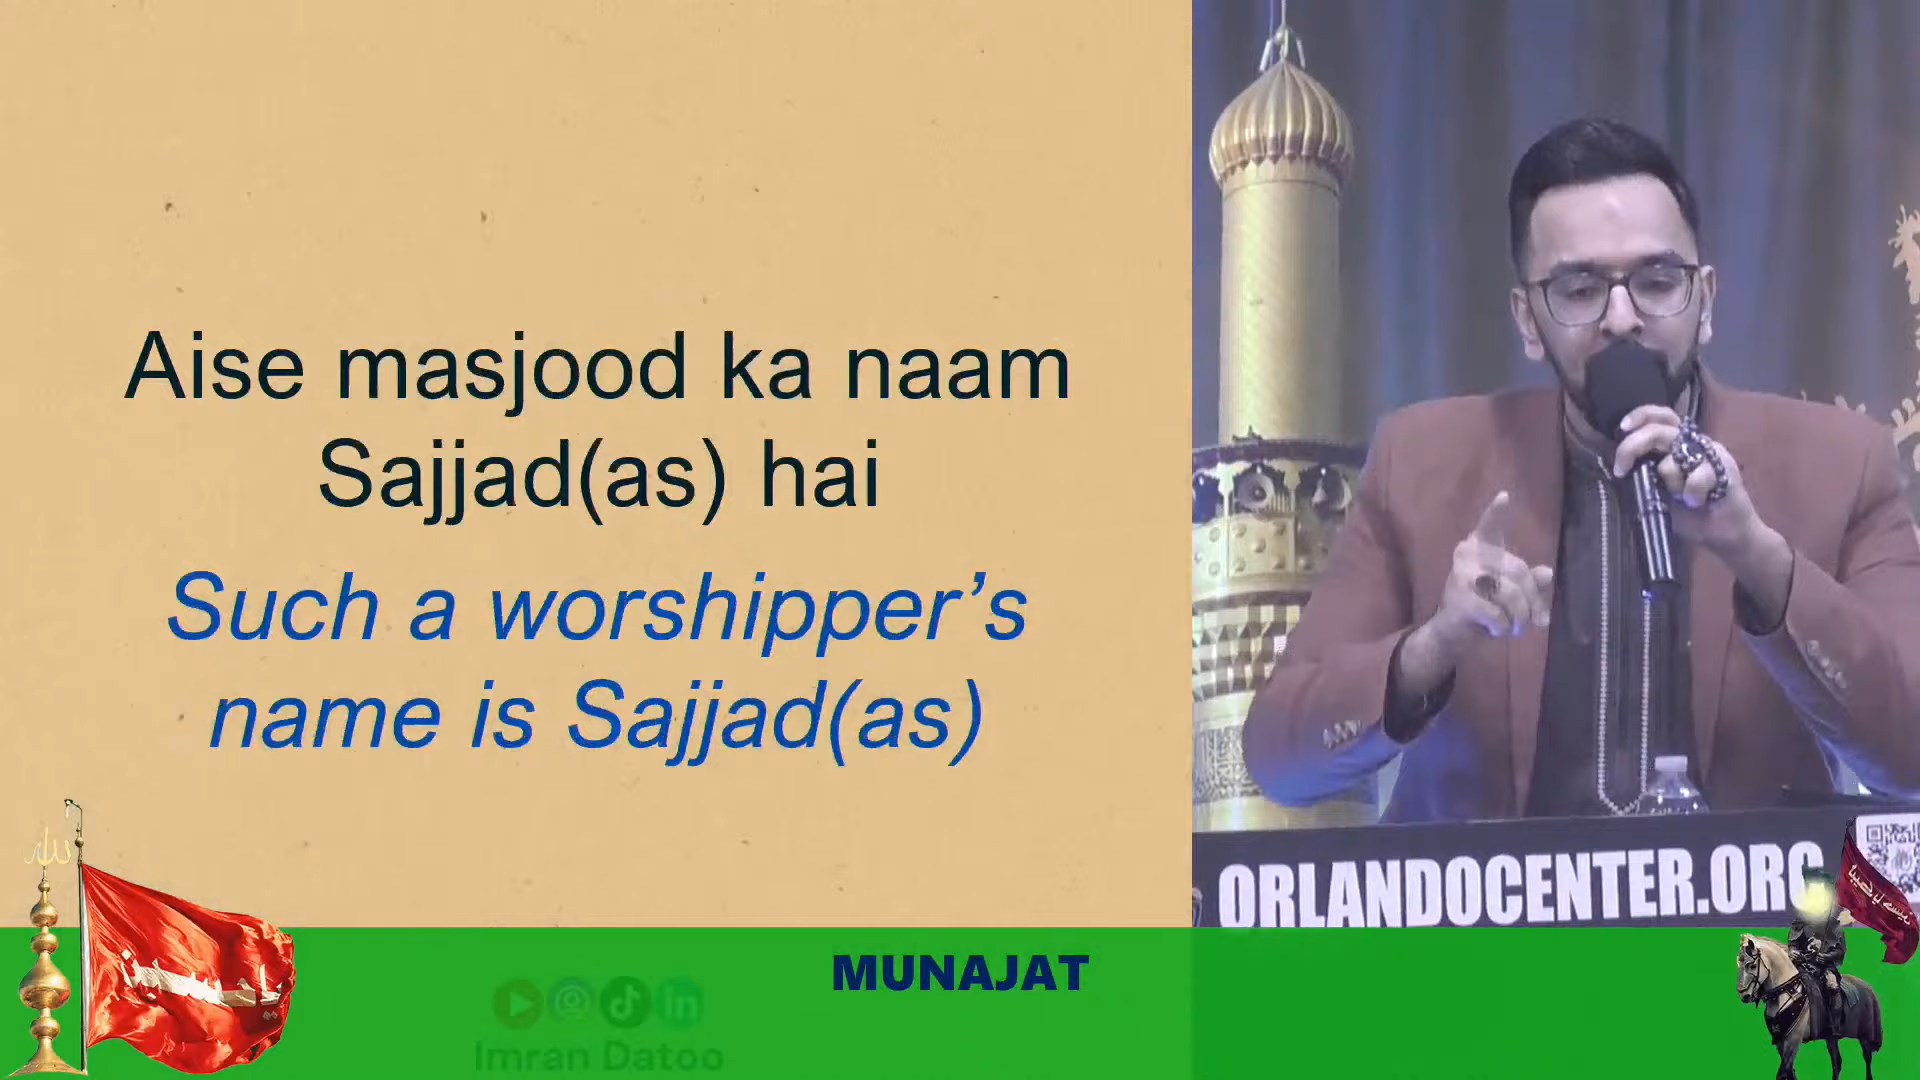 Aise masjood ka naam
Sajjad(as) hai
Such a worshipper’s
name is Sajjad(as)
ORLANDOCENTER.ORG
MUNAJAT
Imran Datoo